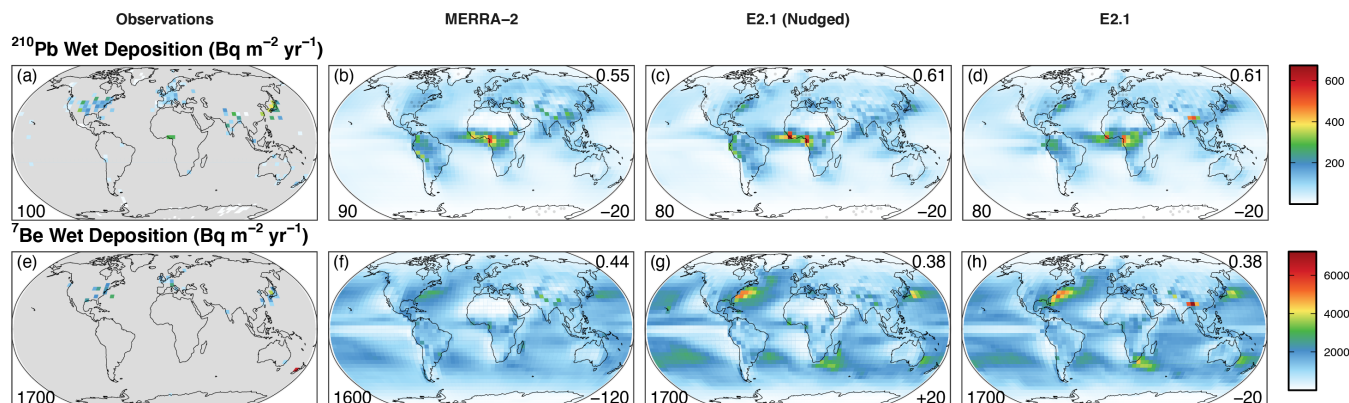 Observations MERRA−2 E2.1 (Nudged) E2.1
²¹⁰Pb Wet Deposition (Bq m⁻² yr⁻¹)
(a) (b) 0.55 (c) 0.61 (d) 0.61
600
400
200
100 90 −20 80 −20 80 −20
⁷Be Wet Deposition (Bq m⁻² yr⁻¹)
(e) (f) 0.44 (g) 0.38 (h) 0.38
6000
4000
2000
1700 1600 −120 1700 +20 1700 −20